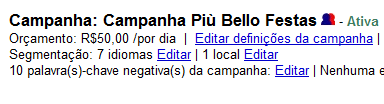 Campanha: Campanha Più Bello Festas - Ativa
Orçamento: R$50,00 /por dia | Editar definições da campanha |
Segmentação: 7 idiomas Editar | 1 local Editar
10 palavra(s)-chave negativa(s) da campanha: Editar | Nenhuma e